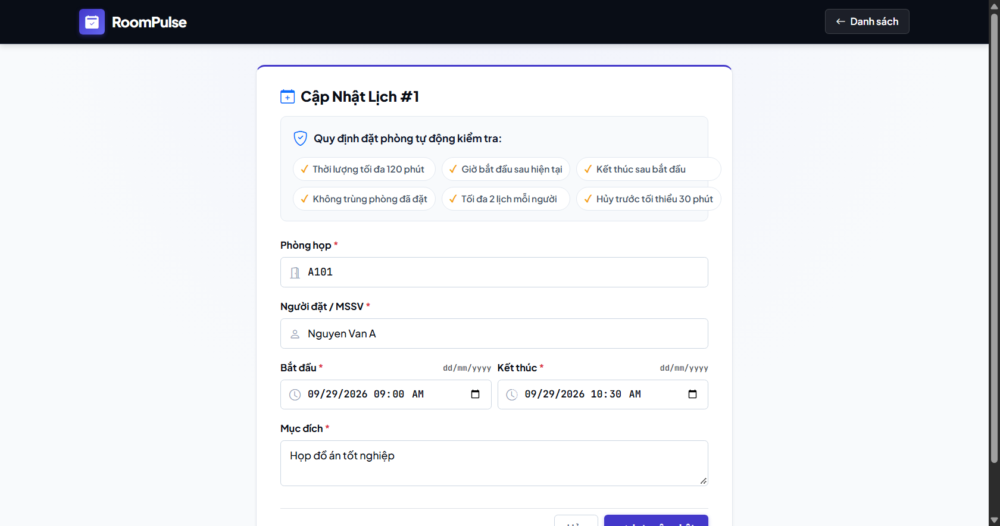 RoomPulse
← Danh sách
Cập Nhật Lịch #1
Quy định đặt phòng tự động kiểm tra:
✓ Thời lượng tối đa 120 phút
✓ Giờ bắt đầu sau hiện tại
✓ Kết thúc sau bắt đầu
✓ Không trùng phòng đã đặt
✓ Tối đa 2 lịch mỗi người
✓ Hủy trước tối thiểu 30 phút
Phòng họp *
A101
Người đặt / MSSV *
Nguyen Van A
Bắt đầu * dd/mm/yyyy
Kết thúc * dd/mm/yyyy
09/29/2026 09:00 AM
09/29/2026 10:30 AM
Mục đích *
Họp đồ án tốt nghiệp